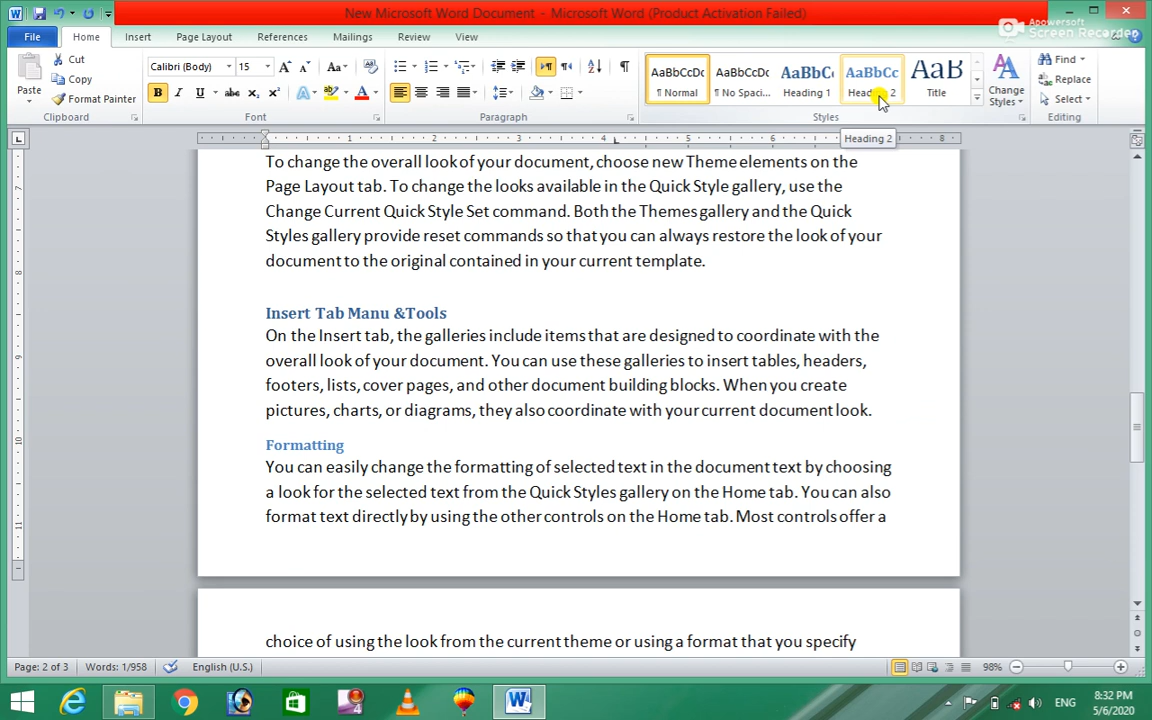 New Microsoft Word Document - Microsoft Word (Product Activation Failed)
Apowersoft
Screen Recorder
File Home Insert Page Layout References Mailings Review View
Cut
Copy
Format Painter
Paste
Clipboard
Calibri (Body) 15
Font
Paragraph
AaBbCcDc AaBbCcDc AaBbCc AaBbCc AaB
¶ Normal ¶ No Spaci... Heading 1 Heading 2 Title
Change
Styles
Styles
Find
Replace
Select
Editing
Heading 2
1 2 3 4 5 6 7 8
To change the overall look of your document, choose new Theme elements on the
Page Layout tab. To change the looks available in the Quick Style gallery, use the
Change Current Quick Style Set command. Both the Themes gallery and the Quick
Styles gallery provide reset commands so that you can always restore the look of your
document to the original contained in your current template.
Insert Tab Manu &Tools
On the Insert tab, the galleries include items that are designed to coordinate with the
overall look of your document. You can use these galleries to insert tables, headers,
footers, lists, cover pages, and other document building blocks. When you create
pictures, charts, or diagrams, they also coordinate with your current document look.
Formatting
You can easily change the formatting of selected text in the document text by choosing
a look for the selected text from the Quick Styles gallery on the Home tab. You can also
format text directly by using the other controls on the Home tab. Most controls offer a
choice of using the look from the current theme or using a format that you specify
Page: 2 of 3 Words: 1/958 English (U.S.) 98%
ENG
8:32 PM
5/6/2020